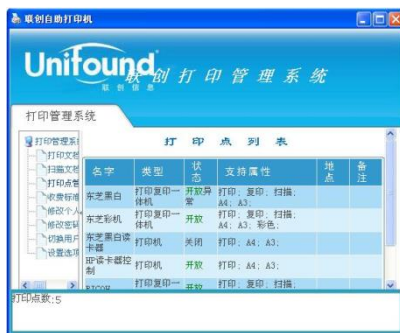 联创自助打印机
Unifound
联创信息
联创打印管理系统
打印管理系统
打印管理系
打印文档
扫描文档
打印点管
收费标准
修改个人
修改密码
切换用户
设置选项
打印点列表
名字 类型 状态 支持属性 地点 备注
东芝黑白 打印复印一体机 开放异常 打印; 复印; 扫描; A4; A3;
东芝彩机 打印复印一体机 开放 打印; 复印; 扫描; A4; A3; 彩色;
东芝黑白读卡器 打印机 关闭 打印; A4; A3;
HP读卡器控制 打印机 开放 打印; A4; A3;
RICOH 打印复印一 开放 打印; 复印; 扫描;
打印点数:5